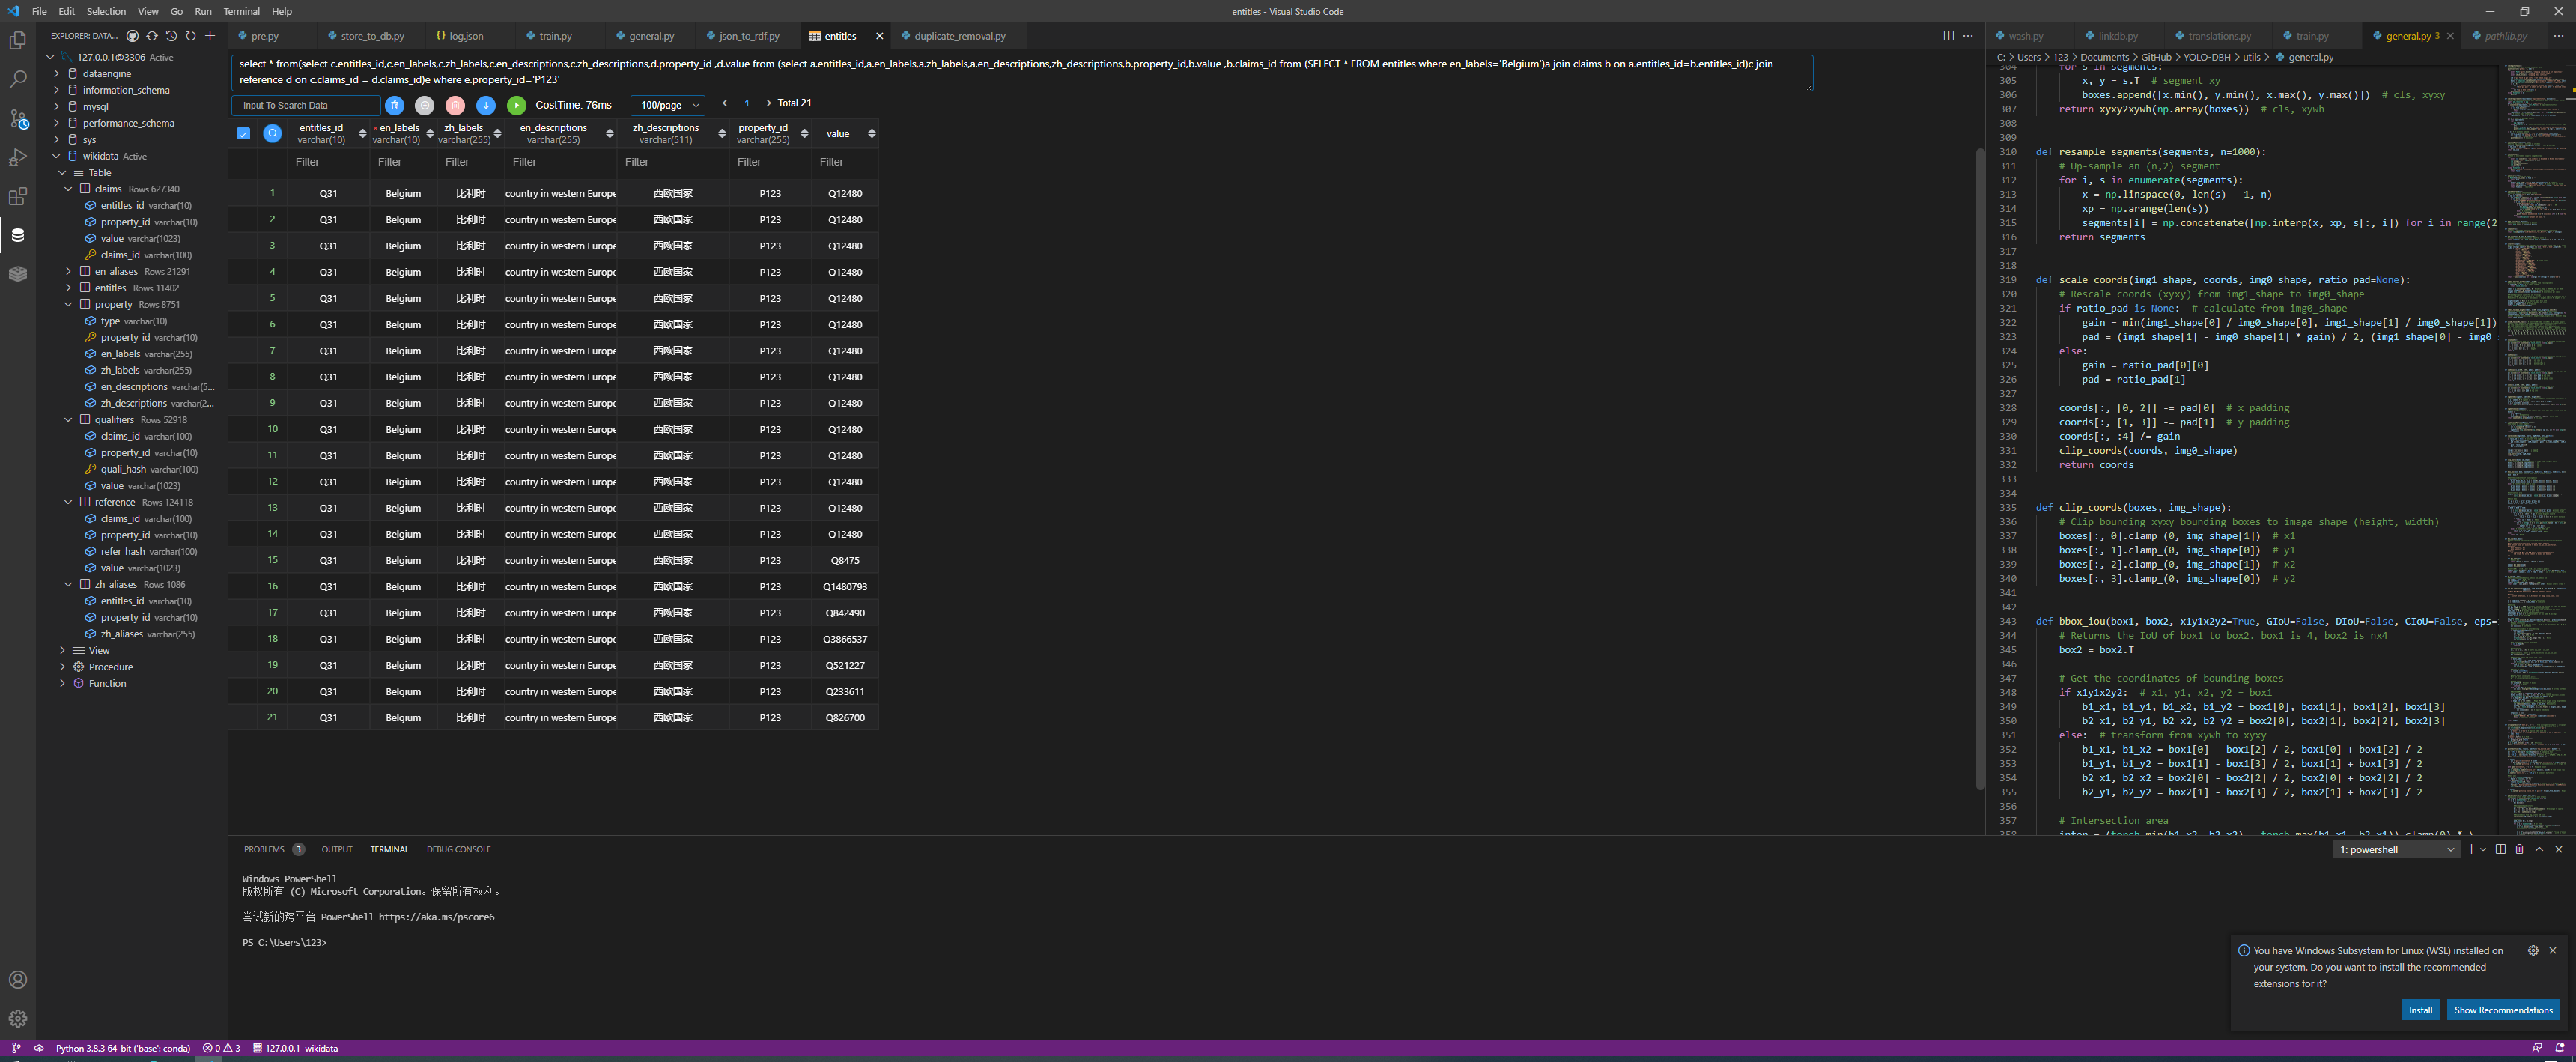 File Edit Selection View Go Run Terminal Help
entitles - Visual Studio Code
EXPLORER: DATA...
127.0.0.1@3306 Active
dataengine
information_schema
mysql
performance_schema
sys
wikidata Active
Table
claims Rows 627340
entitles_id varchar(10)
property_id varchar(10)
value varchar(1023)
claims_id varchar(100)
en_aliases Rows 21291
entitles Rows 11402
property Rows 8751
type varchar(10)
property_id varchar(10)
en_labels varchar(255)
zh_labels varchar(255)
en_descriptions varchar(5...
zh_descriptions varchar(2...
qualifiers Rows 52918
claims_id varchar(100)
property_id varchar(10)
quali_hash varchar(100)
value varchar(1023)
reference Rows 124118
claims_id varchar(100)
property_id varchar(10)
refer_hash varchar(100)
value varchar(1023)
zh_aliases Rows 1086
entitles_id varchar(10)
property_id varchar(10)
zh_aliases varchar(255)
View
Procedure
Function
pre.py store_to_db.py log.json train.py general.py json_to_rdf.py entitles duplicate_removal.py
select * from(select c.entitles_id,c.en_labels,c.zh_labels,c.en_descriptions,c.zh_descriptions,d.property_id ,d.value from (select a.entitles_id,a.en_labels,a.zh_labels,a.en_descriptions,zh_descriptions,b.property_id,b.value ,b.claims_id from (SELECT * FROM entitles where en_labels='Belgium')a join claims b on a.entitles_id=b.entitles_id)c join
reference d on c.claims_id = d.claims_id)e where e.property_id='P123'
Input To Search Data CostTime: 76ms 100/page 1 Total 21
entitles_id * en_labels zh_labels en_descriptions zh_descriptions property_id value
varchar(10) varchar(10) varchar(255) varchar(255) varchar(511) varchar(255)
Filter Filter Filter Filter Filter Filter Filter
1 Q31 Belgium 比利时 country in western Europe 西欧国家 P123 Q12480
2 Q31 Belgium 比利时 country in western Europe 西欧国家 P123 Q12480
3 Q31 Belgium 比利时 country in western Europe 西欧国家 P123 Q12480
4 Q31 Belgium 比利时 country in western Europe 西欧国家 P123 Q12480
5 Q31 Belgium 比利时 country in western Europe 西欧国家 P123 Q12480
6 Q31 Belgium 比利时 country in western Europe 西欧国家 P123 Q12480
7 Q31 Belgium 比利时 country in western Europe 西欧国家 P123 Q12480
8 Q31 Belgium 比利时 country in western Europe 西欧国家 P123 Q12480
9 Q31 Belgium 比利时 country in western Europe 西欧国家 P123 Q12480
10 Q31 Belgium 比利时 country in western Europe 西欧国家 P123 Q12480
11 Q31 Belgium 比利时 country in western Europe 西欧国家 P123 Q12480
12 Q31 Belgium 比利时 country in western Europe 西欧国家 P123 Q12480
13 Q31 Belgium 比利时 country in western Europe 西欧国家 P123 Q12480
14 Q31 Belgium 比利时 country in western Europe 西欧国家 P123 Q12480
15 Q31 Belgium 比利时 country in western Europe 西欧国家 P123 Q8475
16 Q31 Belgium 比利时 country in western Europe 西欧国家 P123 Q1480793
17 Q31 Belgium 比利时 country in western Europe 西欧国家 P123 Q842490
18 Q31 Belgium 比利时 country in western Europe 西欧国家 P123 Q3866537
19 Q31 Belgium 比利时 country in western Europe 西欧国家 P123 Q521227
20 Q31 Belgium 比利时 country in western Europe 西欧国家 P123 Q233611
21 Q31 Belgium 比利时 country in western Europe 西欧国家 P123 Q826700
wash.py linkdb.py translations.py train.py general.py 3 pathlib.py
C: > Users > 123 > Documents > GitHub > YOLO-DBH > utils > general.py
304 for s in segments:
305 x, y = s.T # segment xy
306 boxes.append([x.min(), y.min(), x.max(), y.max()]) # cls, xyxy
307 return xyxy2xywh(np.array(boxes)) # cls, xywh
308
309
310 def resample_segments(segments, n=1000):
311 # Up-sample an (n,2) segment
312 for i, s in enumerate(segments):
313 x = np.linspace(0, len(s) - 1, n)
314 xp = np.arange(len(s))
315 segments[i] = np.concatenate([np.interp(x, xp, s[:, i]) for i in range(2
316 return segments
317
318
319 def scale_coords(img1_shape, coords, img0_shape, ratio_pad=None):
320 # Rescale coords (xyxy) from img1_shape to img0_shape
321 if ratio_pad is None: # calculate from img0_shape
322 gain = min(img1_shape[0] / img0_shape[0], img1_shape[1] / img0_shape[1])
323 pad = (img1_shape[1] - img0_shape[1] * gain) / 2, (img1_shape[0] - img0_
324 else:
325 gain = ratio_pad[0][0]
326 pad = ratio_pad[1]
327
328 coords[:, [0, 2]] -= pad[0] # x padding
329 coords[:, [1, 3]] -= pad[1] # y padding
330 coords[:, :4] /= gain
331 clip_coords(coords, img0_shape)
332 return coords
333
334
335 def clip_coords(boxes, img_shape):
336 # Clip bounding xyxy bounding boxes to image shape (height, width)
337 boxes[:, 0].clamp_(0, img_shape[1]) # x1
338 boxes[:, 1].clamp_(0, img_shape[0]) # y1
339 boxes[:, 2].clamp_(0, img_shape[1]) # x2
340 boxes[:, 3].clamp_(0, img_shape[0]) # y2
341
342
343 def bbox_iou(box1, box2, x1y1x2y2=True, GIoU=False, DIoU=False, CIoU=False, eps=
344 # Returns the IoU of box1 to box2. box1 is 4, box2 is nx4
345 box2 = box2.T
346
347 # Get the coordinates of bounding boxes
348 if x1y1x2y2: # x1, y1, x2, y2 = box1
349 b1_x1, b1_y1, b1_x2, b1_y2 = box1[0], box1[1], box1[2], box1[3]
350 b2_x1, b2_y1, b2_x2, b2_y2 = box2[0], box2[1], box2[2], box2[3]
351 else: # transform from xywh to xyxy
352 b1_x1, b1_x2 = box1[0] - box1[2] / 2, box1[0] + box1[2] / 2
353 b1_y1, b1_y2 = box1[1] - box1[3] / 2, box1[1] + box1[3] / 2
354 b2_x1, b2_x2 = box2[0] - box2[2] / 2, box2[0] + box2[2] / 2
355 b2_y1, b2_y2 = box2[1] - box2[3] / 2, box2[1] + box2[3] / 2
356
357 # Intersection area
PROBLEMS 3 OUTPUT TERMINAL DEBUG CONSOLE
1: powershell
Windows PowerShell
版权所有 (C) Microsoft Corporation。保留所有权利。
尝试新的跨平台 PowerShell https://aka.ms/pscore6
PS C:\Users\123>
You have Windows Subsystem for Linux (WSL) installed on
your system. Do you want to install the recommended
extensions for it?
Install Show Recommendations
Python 3.8.3 64-bit ('base': conda) 0 3 127.0.0.1 wikidata